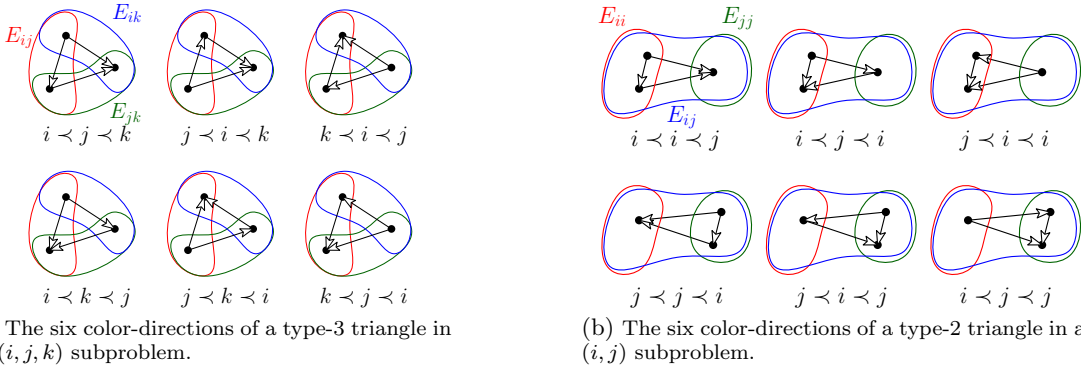 E_{ij}
E_{ik}
E_{jk}
i ≺ j ≺ k
j ≺ i ≺ k
k ≺ i ≺ j
i ≺ k ≺ j
j ≺ k ≺ i
k ≺ j ≺ i
The six color-directions of a type-3 triangle in
(i, j, k) subproblem.
E_{ii}
E_{jj}
E_{ij}
i ≺ i ≺ j
i ≺ j ≺ i
j ≺ i ≺ i
j ≺ j ≺ i
j ≺ i ≺ j
i ≺ j ≺ j
(b) The six color-directions of a type-2 triangle in a
(i, j) subproblem.